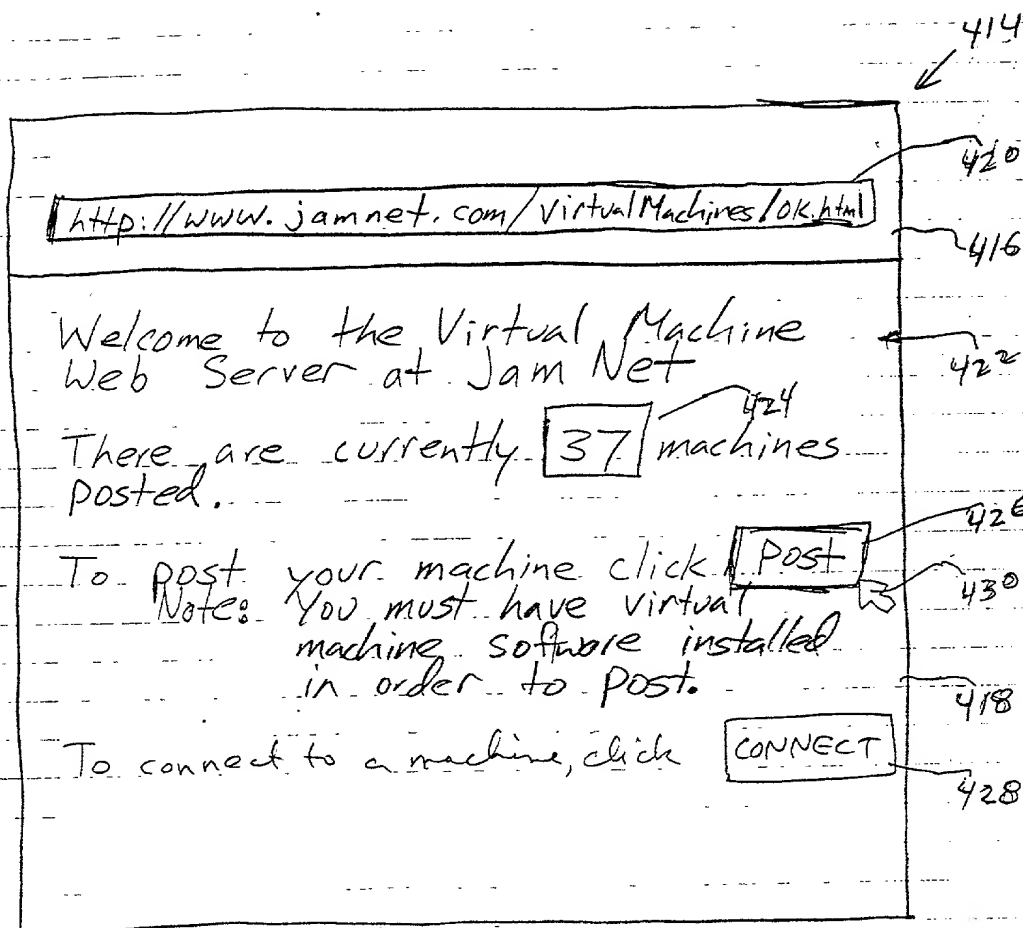 414
420
http://www.jamnet.com/VirtualMachines/ok.html
416
Welcome to the Virtual Machine
422
Web Server at Jam Net
424
There are currently 37 machines
posted.
426
To post your machine click Post
430
Note: You must have virtual
machine software installed
in order to post.
418
To connect to a machine, click CONNECT
428